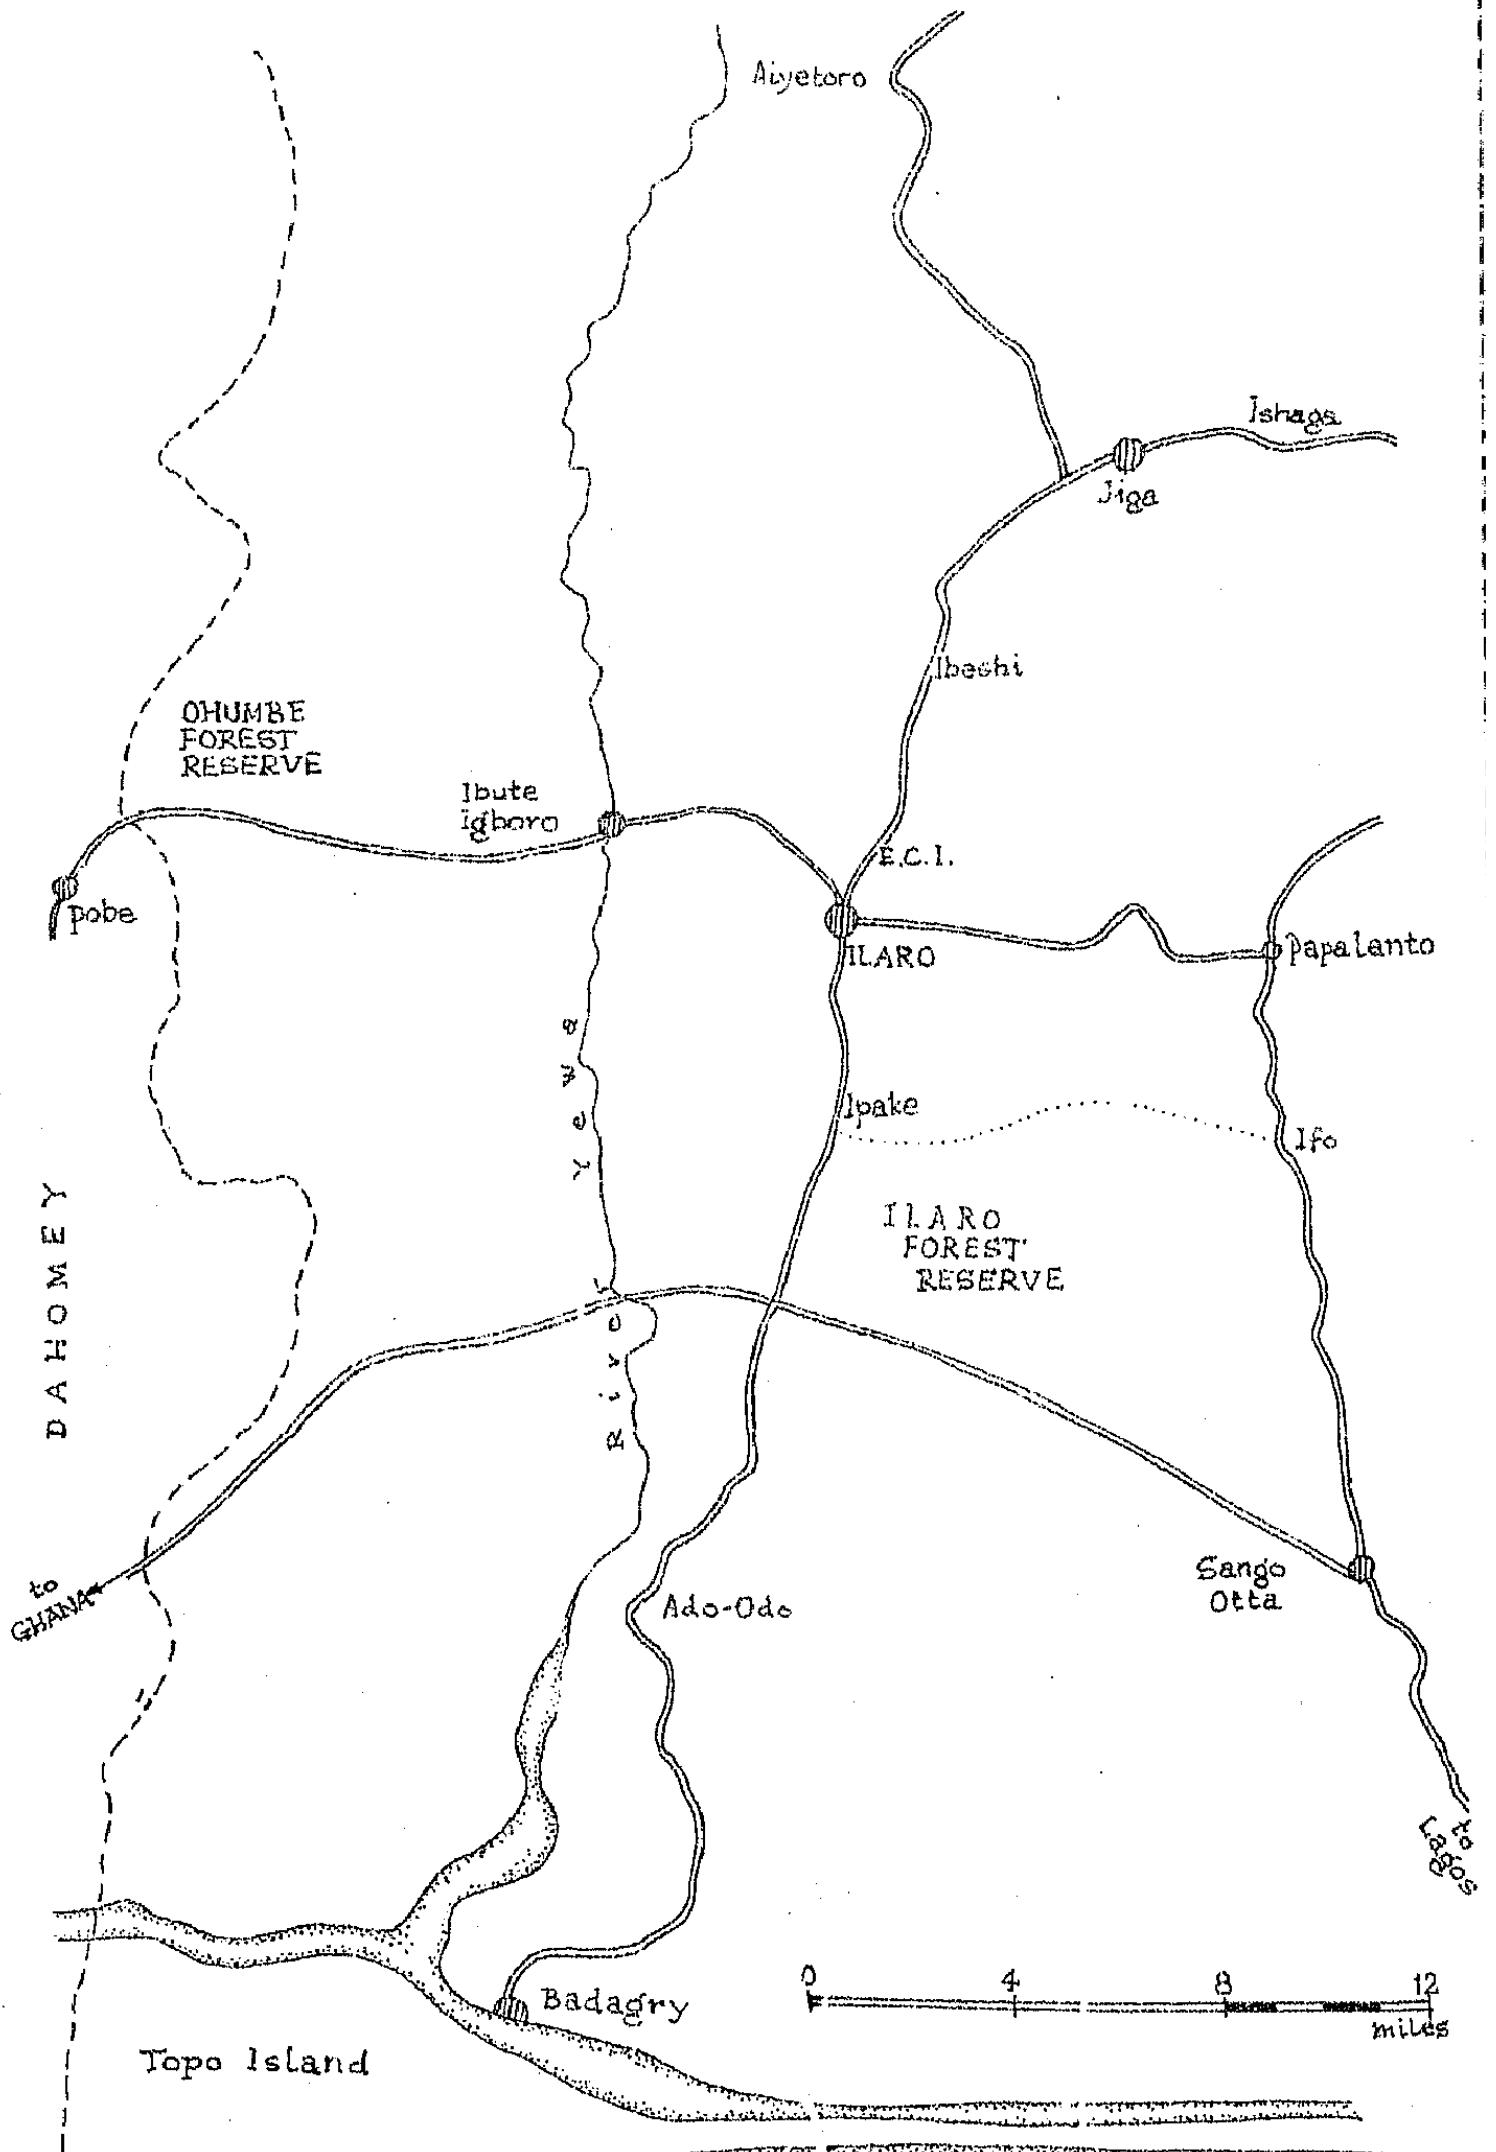 Aiyetoro
Ishaga
Jiga
Ibeshi
OHUMBE
FOREST
RESERVE
Ibute
Igboro
E.C.I.
Pobe
ILARO
Papalanto
Ipake
Ifo
River Yewa
DAHOMEY
ILARO
FOREST
RESERVE
to
GHANA
Sango
Otta
Ado-Odo
to
Lagos
0 4 8 12
miles
Badagry
Topo Island